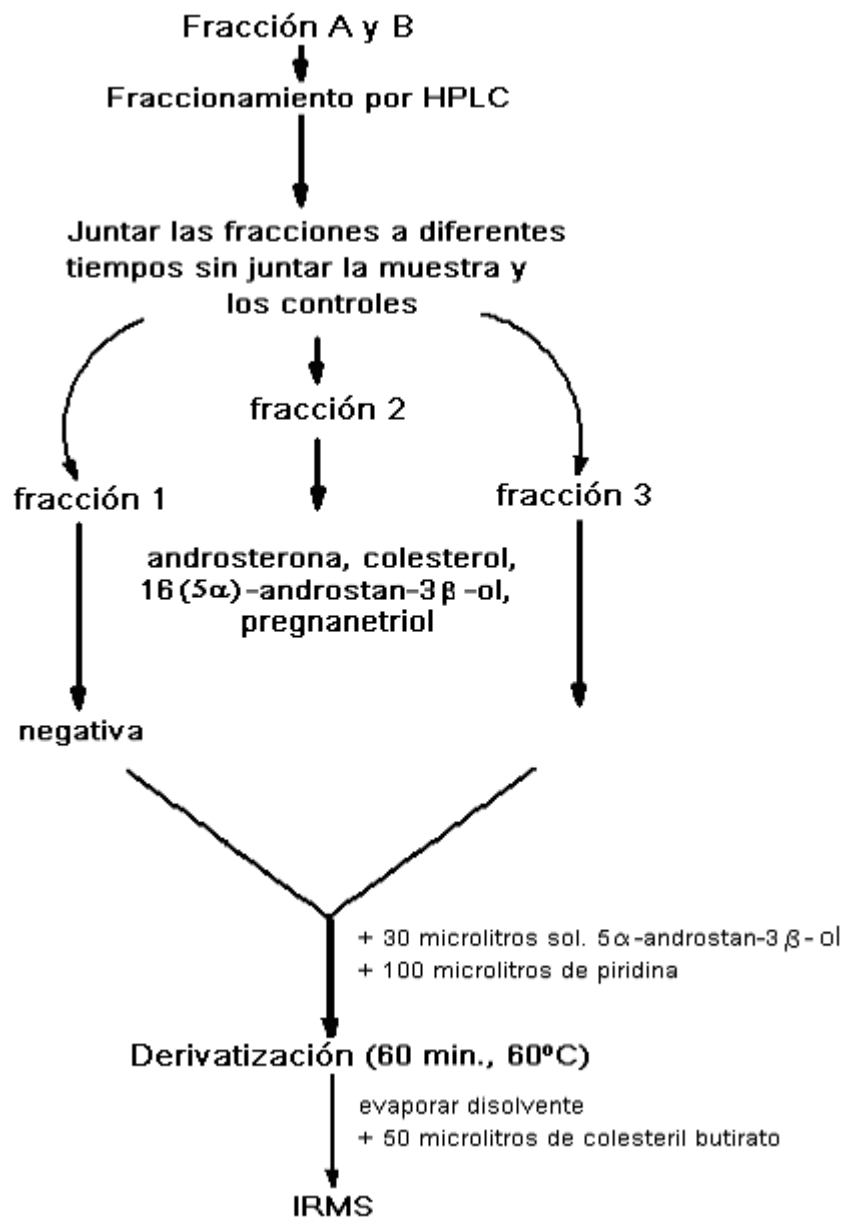 Fracción A y B
Fraccionamiento por HPLC
Juntar las fracciones a diferentes
tiempos sin juntar la muestra y
los controles
fracción 2
fracción 1
fracción 3
androsterona, colesterol,
16(5α)-androstan-3β-ol,
pregnanetriol
negativa
+ 30 microlitros sol. 5α-androstan-3β-ol
+ 100 microlitros de piridina
Derivatización (60 min., 60ºC)
evaporar disolvente
+ 50 microlitros de colesteril butirato
IRMS